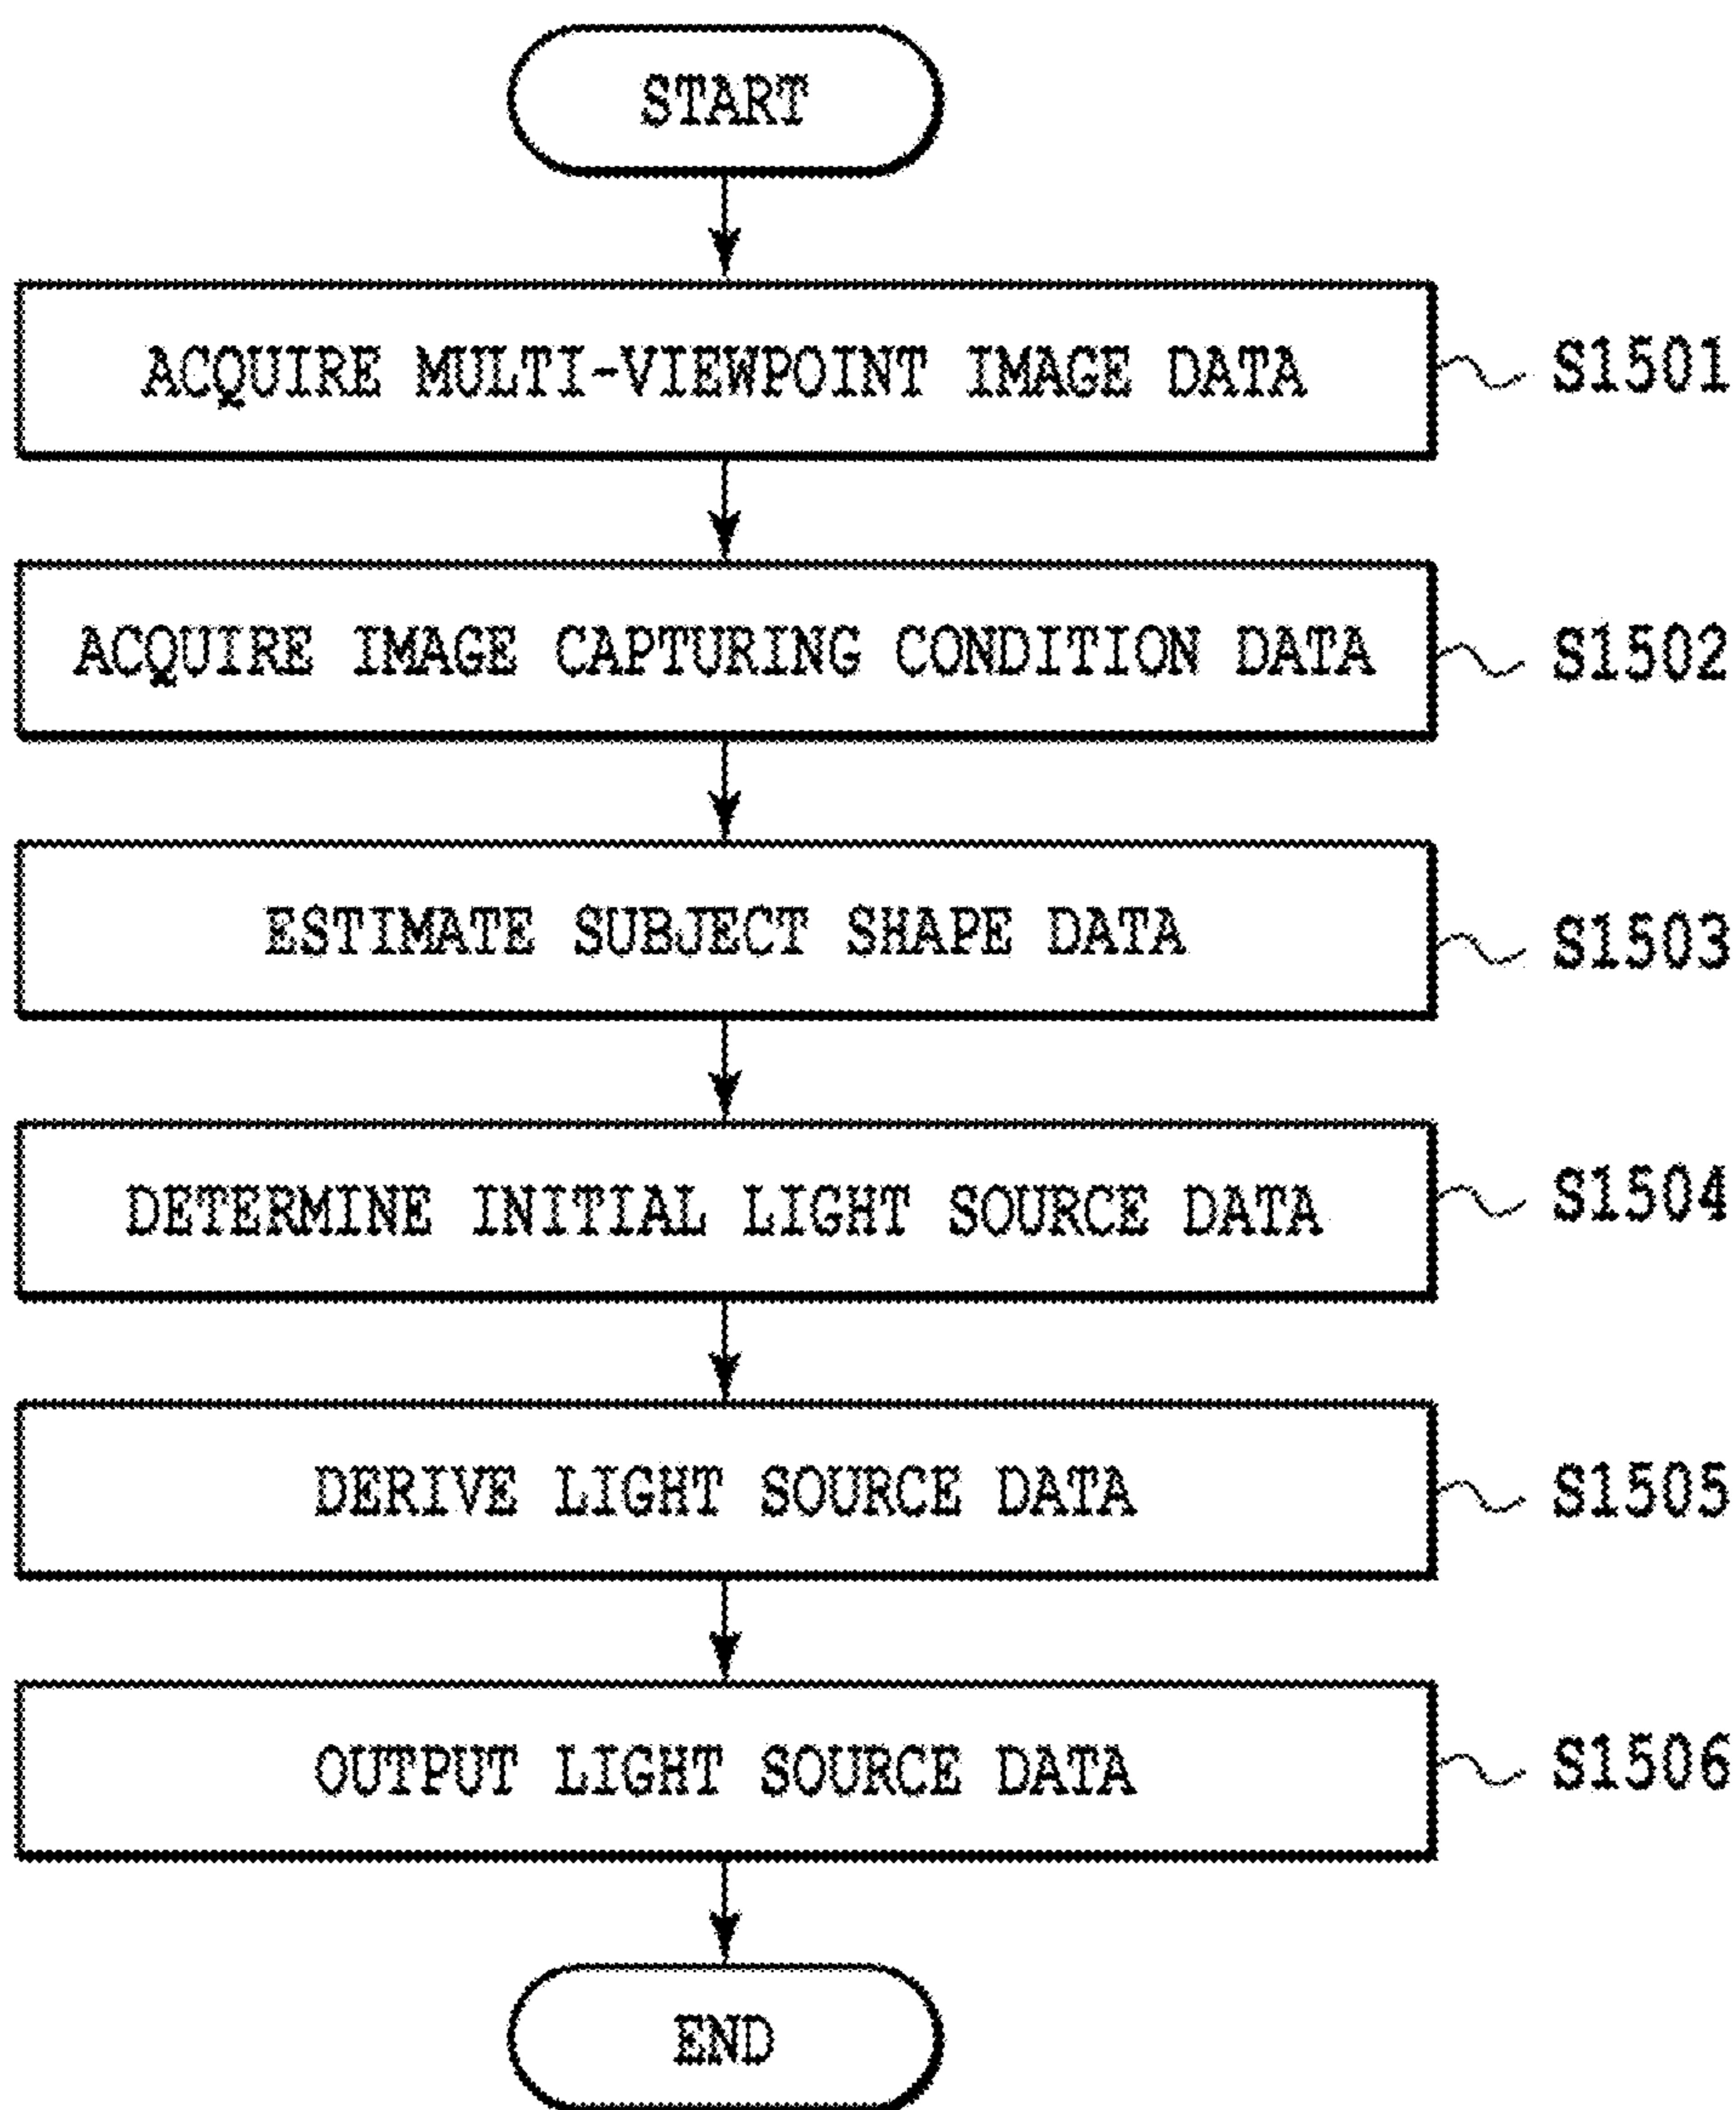 START
ACQUIRE MULTI-VIEWPOINT IMAGE DATA S1501
ACQUIRE IMAGE CAPTURING CONDITION DATA S1502
ESTIMATE SUBJECT SHAPE DATA S1503
DETERMINE INITIAL LIGHT SOURCE DATA S1504
DERIVE LIGHT SOURCE DATA S1505
OUTPUT LIGHT SOURCE DATA S1506
END